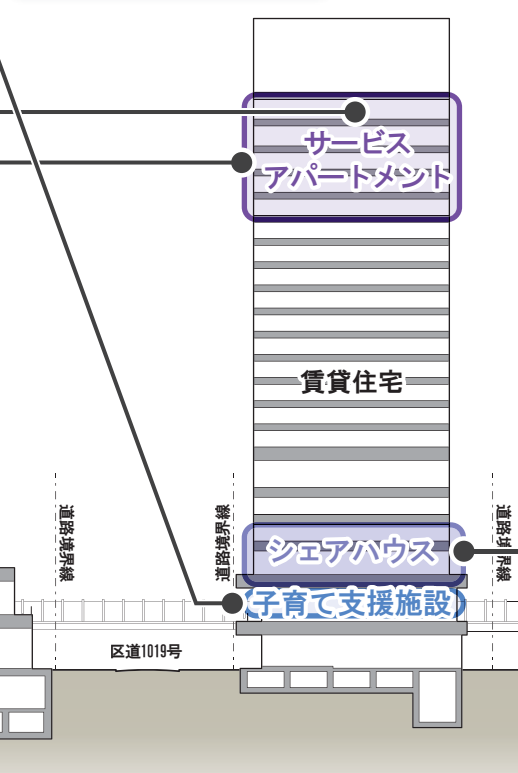 サービス
アパートメント
賃貸住宅
道路境界線
道路境界線
道路境界線
シェアハウス
子育て支援施設
区道1019号